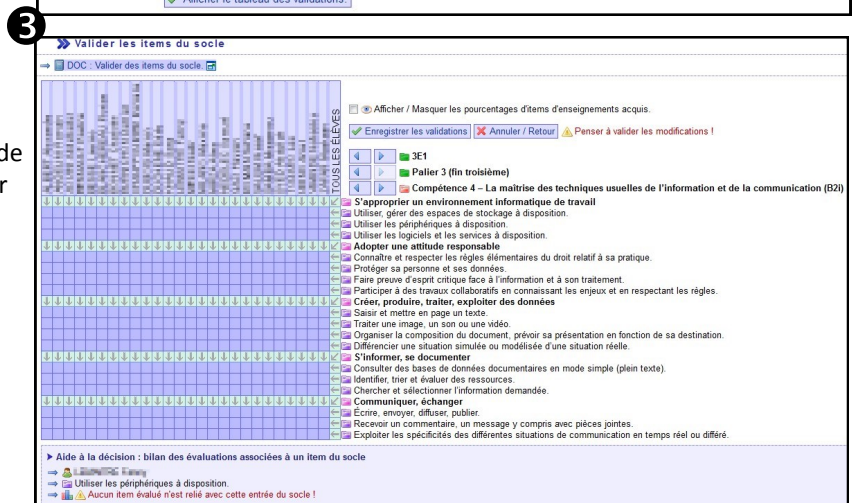 Afficher le tableau des validations.
3
Valider les items du socle
DOC : Valider des items du socle.
de
r
TOUS LES ÉLÈVES
Afficher / Masquer les pourcentages d'items d'enseignements acquis.
Enregistrer les validations Annuler / Retour Penser à valider les modifications !
3E1
Palier 3 (fin troisième)
Compétence 4 – La maîtrise des techniques usuelles de l'information et de la communication (B2i)
S'approprier un environnement informatique de travail
Utiliser, gérer des espaces de stockage à disposition.
Utiliser les périphériques à disposition.
Utiliser les logiciels et les services à disposition.
Adopter une attitude responsable
Connaître et respecter les règles élémentaires du droit relatif à sa pratique.
Protéger sa personne et ses données.
Faire preuve d'esprit critique face à l'information et à son traitement.
Participer à des travaux collaboratifs en connaissant les enjeux et en respectant les règles.
Créer, produire, traiter, exploiter des données
Saisir et mettre en page un texte.
Traiter une image, un son ou une vidéo.
Organiser la composition du document, prévoir sa présentation en fonction de sa destination.
Différencier une situation simulée ou modélisée d'une situation réelle.
S'informer, se documenter
Consulter des bases de données documentaires en mode simple (plein texte).
Identifier, trier et évaluer des ressources.
Chercher et sélectionner l'information demandée.
Communiquer, échanger
Écrire, envoyer, diffuser, publier.
Recevoir un commentaire, un message y compris avec pièces jointes.
Exploiter les spécificités des différentes situations de communication en temps réel ou différé.
Aide à la décision : bilan des évaluations associées à un item du socle
Utiliser les périphériques à disposition.
Aucun item évalué n'est relié avec cette entrée du socle !